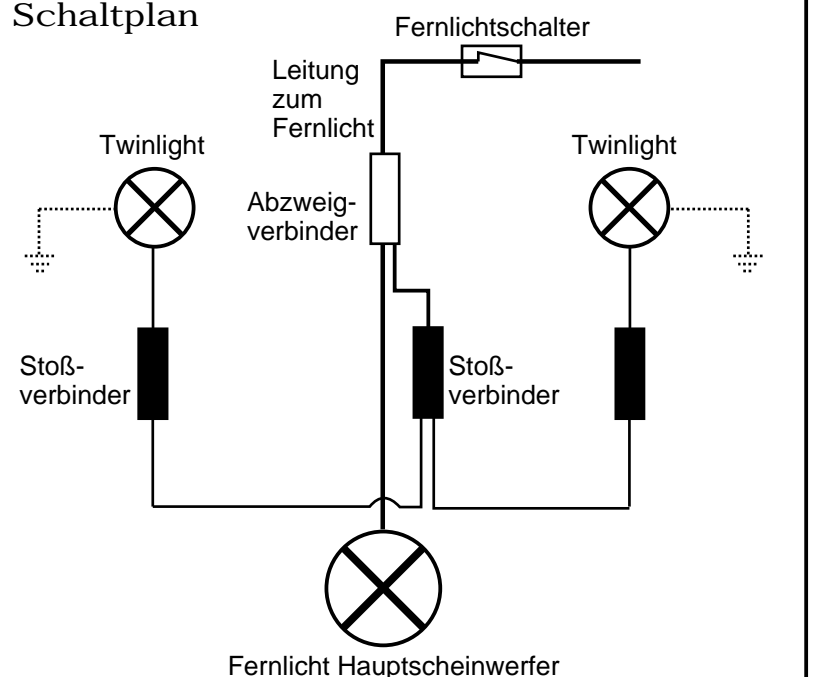 Schaltplan
Fernlichtschalter
Leitung
zum
Fernlicht
Twinlight
Twinlight
Abzweig-
verbinder
Stoß-
verbinder
Stoß-
verbinder
Fernlicht Hauptscheinwerfer